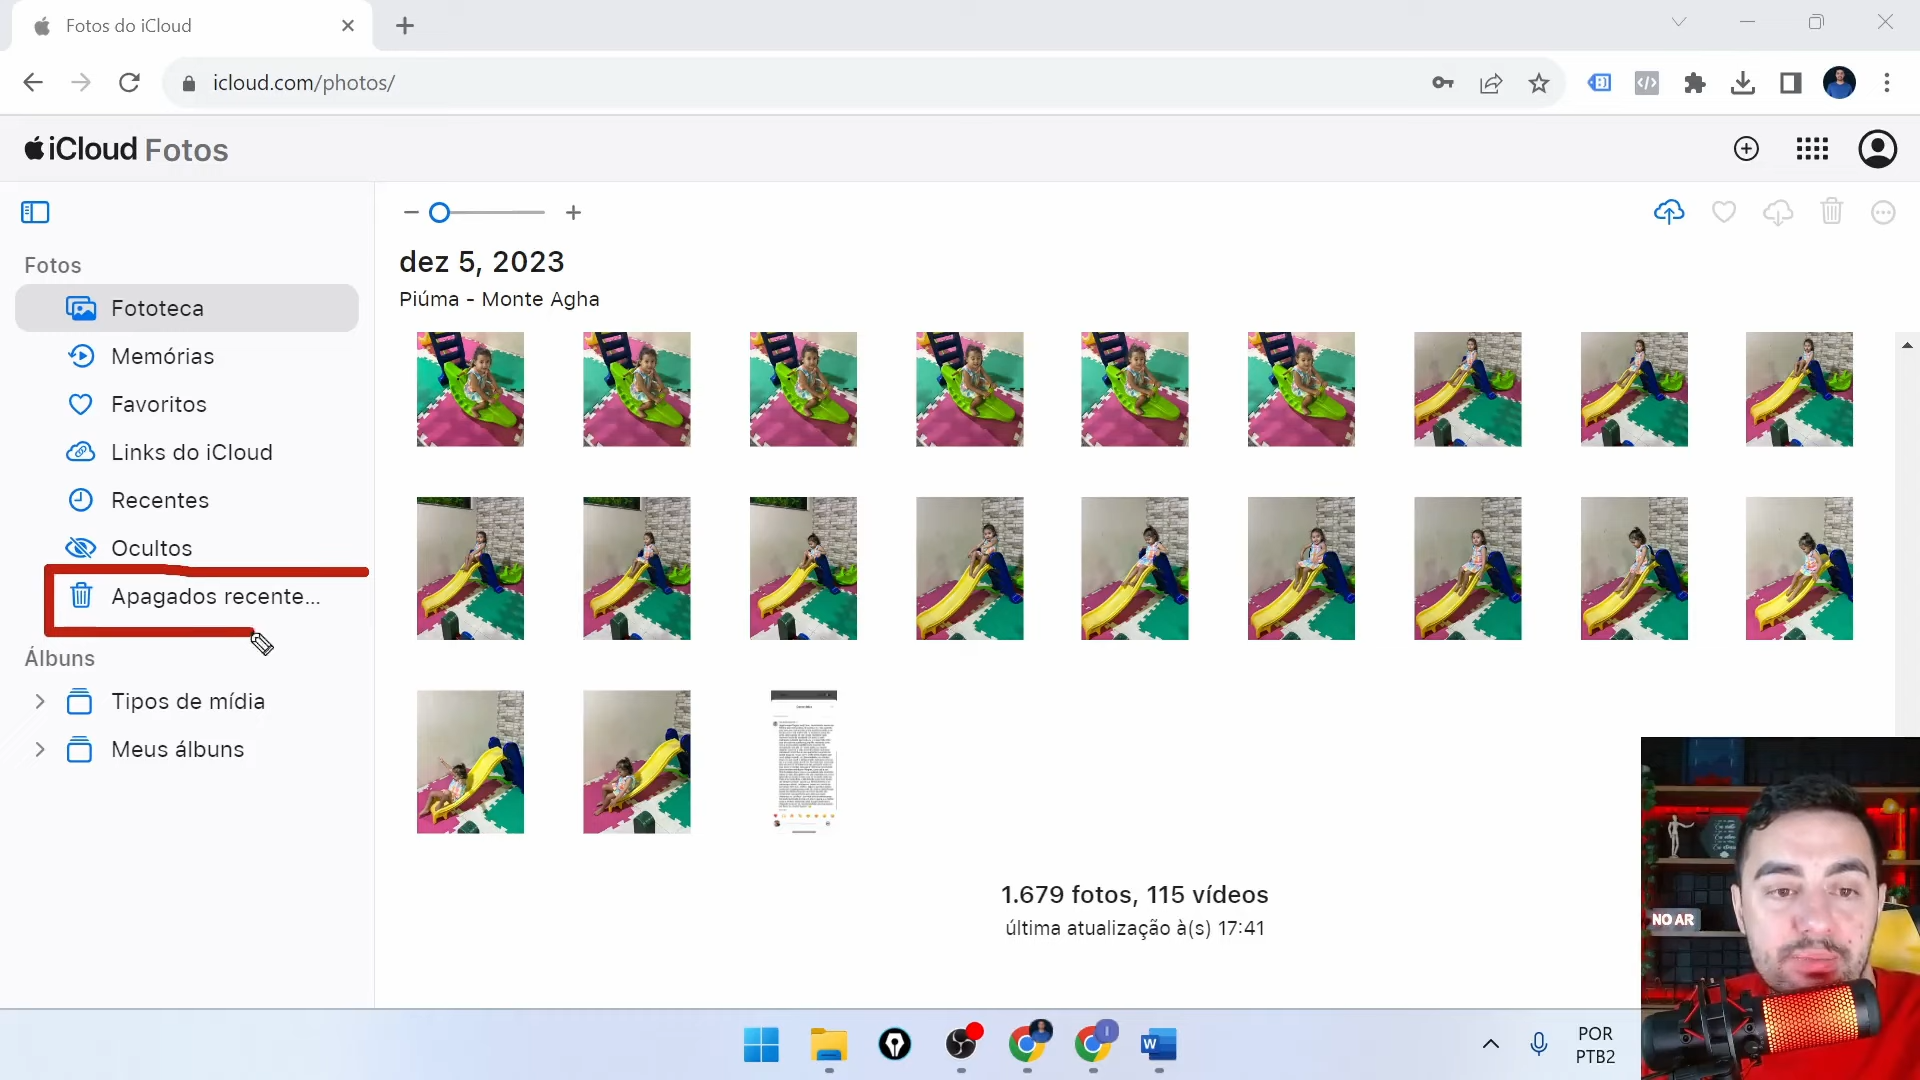 Fotos do iCloud
icloud.com/photos/
iCloud Fotos
dez 5, 2023
Piúma - Monte Agha
Fotos
Fototeca
Memórias
Favoritos
Links do iCloud
Recentes
Ocultos
Apagados recente...
Álbuns
Tipos de mídia
Meus álbuns
1.679 fotos, 115 vídeos
última atualização à(s) 17:41
NO AR
POR
PTB2